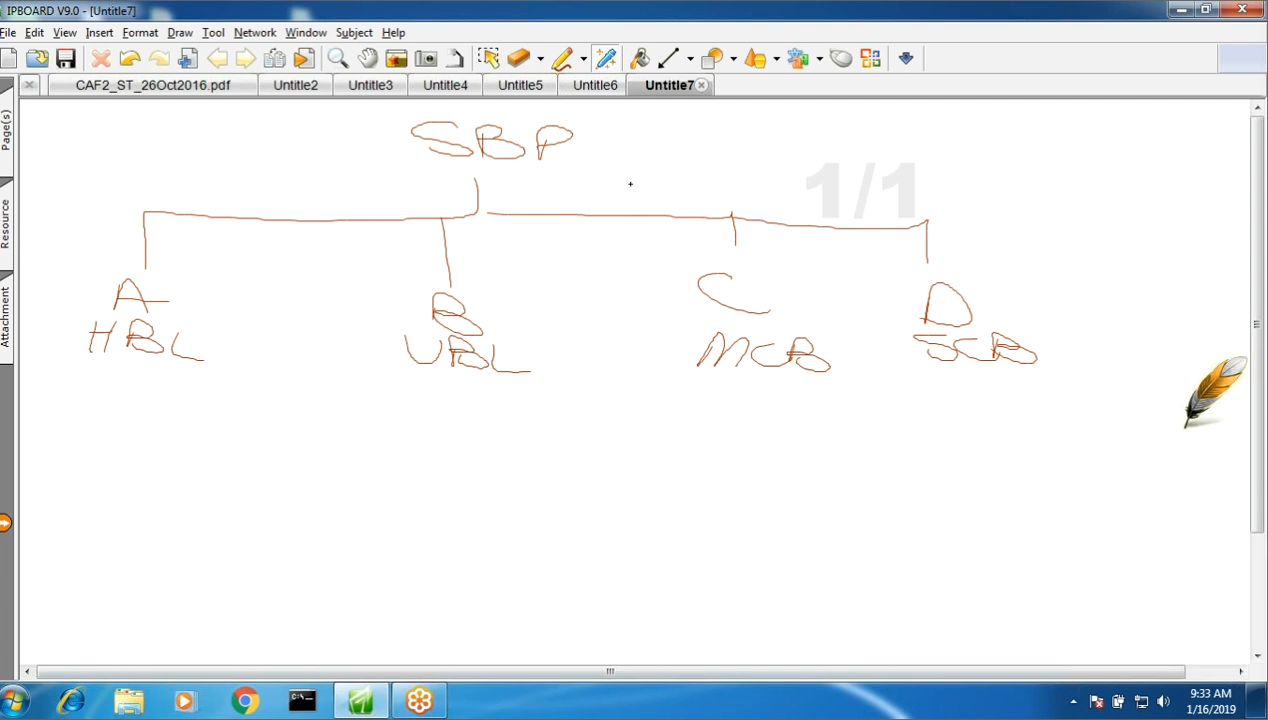 IPBOARD V9.0 - [Untitle7]
File Edit View Insert Format Draw Tool Network Window Subject Help
CAF2_ST_26Oct2016.pdf Untitle2 Untitle3 Untitle4 Untitle5 Untitle6 Untitle7
Page(s)
Resource
Attachment
1/1
SBP
A B C D
HBL UBL MCB SCB
9:33 AM
1/16/2019